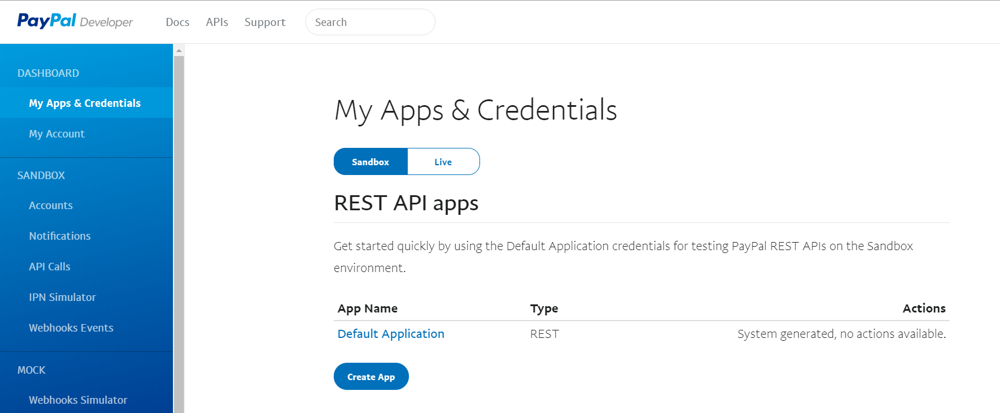 PayPal Developer
Docs APIs Support Search
DASHBOARD
My Apps & Credentials
My Account
SANDBOX
Accounts
Notifications
API Calls
IPN Simulator
Webhooks Events
MOCK
Webhooks Simulator
My Apps & Credentials
Sandbox Live
REST API apps
Get started quickly by using the Default Application credentials for testing PayPal REST APIs on the Sandbox
environment.
App Name Type Actions
Default Application REST System generated, no actions available.
Create App